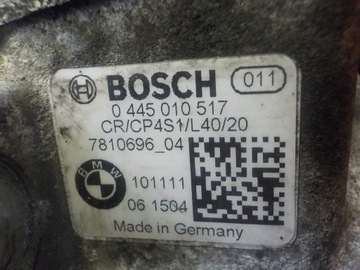 BOSCH 011
0 445 010 517
CR/CP4S1/L40/20
7810696_04
BMW 101111
06 1504
Made in Germany